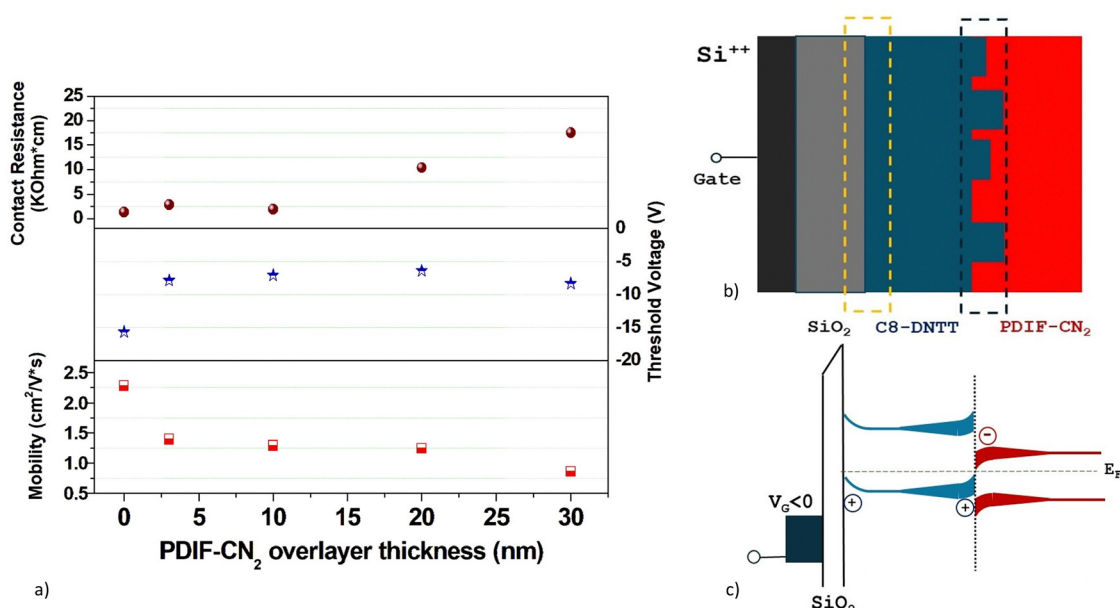 Contact Resistance
(KOhm*cm)
25
20
15
10
5
0
0
-5
-10
-15
-20
Threshold Voltage (V)
Mobility (cm²/V*s)
2.5
2.0
1.5
1.0
0.5
0 5 10 15 20 25 30
PDIF-CN₂ overlayer thickness (nm)
a)
Si⁺⁺
Gate
b)
SiO₂ C8-DNTT PDIF-CN₂
V_G<0
+
+
-
E_F
SiO₂
c)